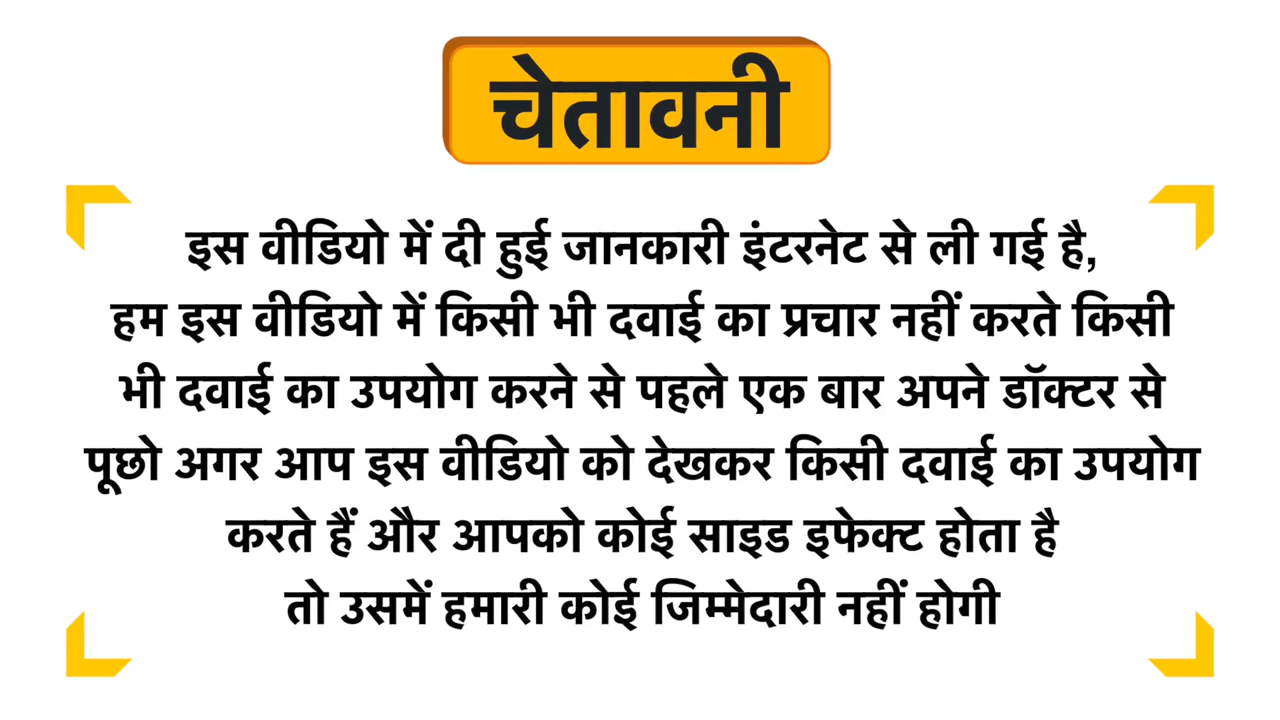 चेतावनी
इस वीडियो में दी हुई जानकारी इंटरनेट से ली गई है,
हम इस वीडियो में किसी भी दवाई का प्रचार नहीं करते किसी
भी दवाई का उपयोग करने से पहले एक बार अपने डॉक्टर से
पूछो अगर आप इस वीडियो को देखकर किसी दवाई का उपयोग
करते हैं और आपको कोई साइड इफेक्ट होता है
तो उसमें हमारी कोई जिम्मेदारी नहीं होगी